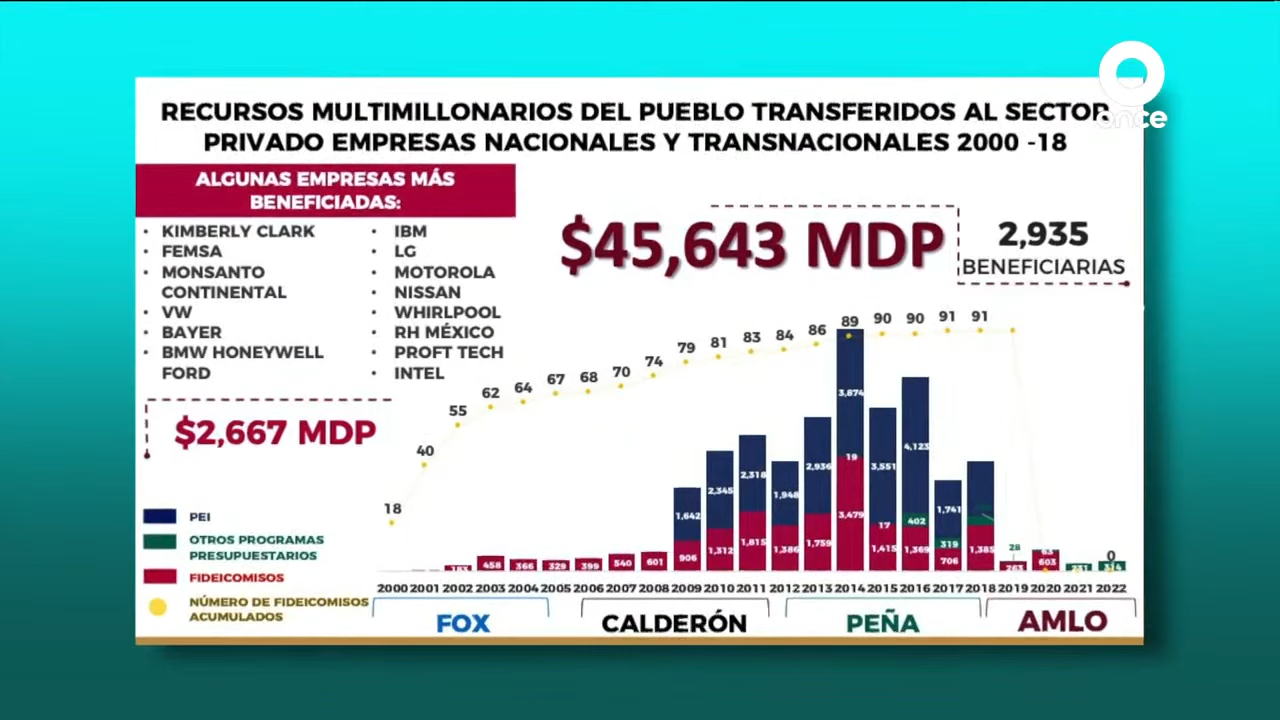 once
RECURSOS MULTIMILLONARIOS DEL PUEBLO TRANSFERIDOS AL SECTOR
PRIVADO EMPRESAS NACIONALES Y TRANSNACIONALES 2000 -18
ALGUNAS EMPRESAS MÁS
BENEFICIADAS:
• KIMBERLY CLARK
• FEMSA
• MONSANTO
CONTINENTAL
• VW
• BAYER
• BMW HONEYWELL
FORD
• IBM
• LG
• MOTOROLA
• NISSAN
• WHIRLPOOL
• RH MÉXICO
• PROFT TECH
• INTEL
$2,667 MDP
$45,643 MDP
2,935
BENEFICIARIAS
18 40 55 62 64 67 68 70 74 79 81 83 84 86 89 90 90 91 91 0
1,642 2,345 2,318 1,948 2,936 3,874 3,551 4,123 1,741
19 17 402 319 28 63
458 366 329 399 540 601 906 1,312 1,815 1,386 1,759 3,479 1,415 1,369 706 1,385 263 603
2000 2001 2002 2003 2004 2005 2006 2007 2008 2009 2010 2011 2012 2013 2014 2015 2016 2017 2018 2019 2020 2021 2022
FOX CALDERÓN PEÑA AMLO
PEI
OTROS PROGRAMAS
PRESUPUESTARIOS
FIDEICOMISOS
NÚMERO DE FIDEICOMISOS
ACUMULADOS